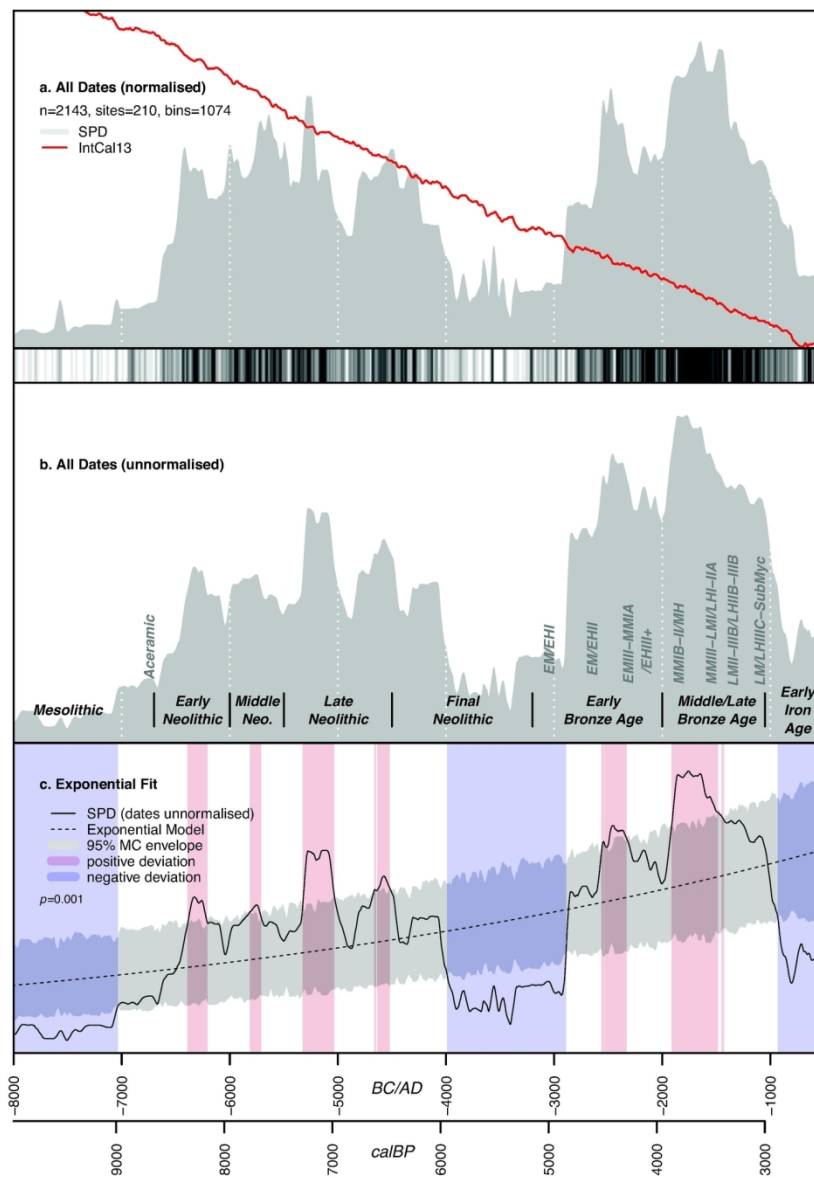 a. All Dates (normalised)
n=2143, sites=210, bins=1074
SPD
IntCal13
b. All Dates (unnormalised)
Aceramic
EM/EHI
EM/EHII
EMIII–MMIA
/EHIII+
MMIB–II/MH
MMIII–LMI/LHI–IIA
LMII–IIIB/LHIIB–IIIB
LM/LHIIIC–SubMyc
Mesolithic
Early
Neolithic
Middle
Neo.
Late
Neolithic
Final
Neolithic
Early
Bronze Age
Middle/Late
Bronze Age
Early
Iron
Age
c. Exponential Fit
SPD (dates unnormalised)
Exponential Model
95% MC envelope
positive deviation
negative deviation
p=0.001
−8000
−7000
−6000
−5000
−4000
−3000
−2000
−1000
BC/AD
9000
8000
7000
6000
5000
4000
3000
calBP